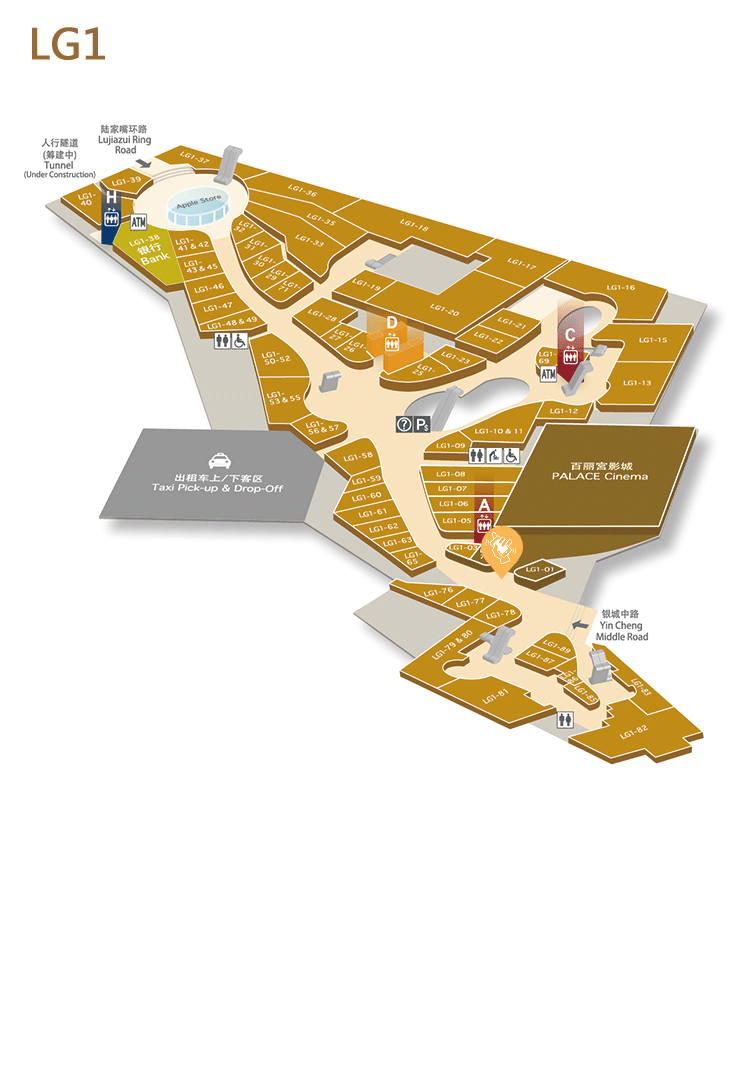 LG1
陆家嘴环路
Lujiazui Ring
Road
人行隧道
(筹建中)
Tunnel
(Under Construction)
LG1-37
LG1-39
LG1-
40
H
ATM
Apple Store
LG1-36
LG1-35
LG1-33
LG1-
32
LG1-
31
LG1-
30
LG1-
29
LG1-
71
LG1-18
LG1-17
LG1-16
LG1-38
银行
Bank
LG1-
41 & 42
LG1-
43 & 45
LG1-46
LG1-47
LG1-48 & 49
LG1-19
LG1-20
LG1-21
LG1-22
LG1-28
LG1-
27
LG1-
26
D
LG1-23
LG1-
25
C
LG1-
69
ATM
LG1-15
LG1-13
LG1-12
LG1-
50-52
LG1-
53 & 55
LG1-
56 & 57
? Ps
LG1-10 & 11
LG1-09
LG1-08
LG1-07
LG1-06
LG1-05
A
LG1-03
LG1-01
百丽宫影城
PALACE Cinema
出租车上/下客区
Taxi Pick-up & Drop-Off
LG1-58
LG1-59
LG1-60
LG1-61
LG1-62
LG1-63
LG1-
65
LG1-76
LG1-77
LG1-78
银城中路
Yin Cheng
Middle Road
LG1-79 & 80
LG1-81
LG1-89
LG1-87
LG1-85
LG1-83
LG1-82